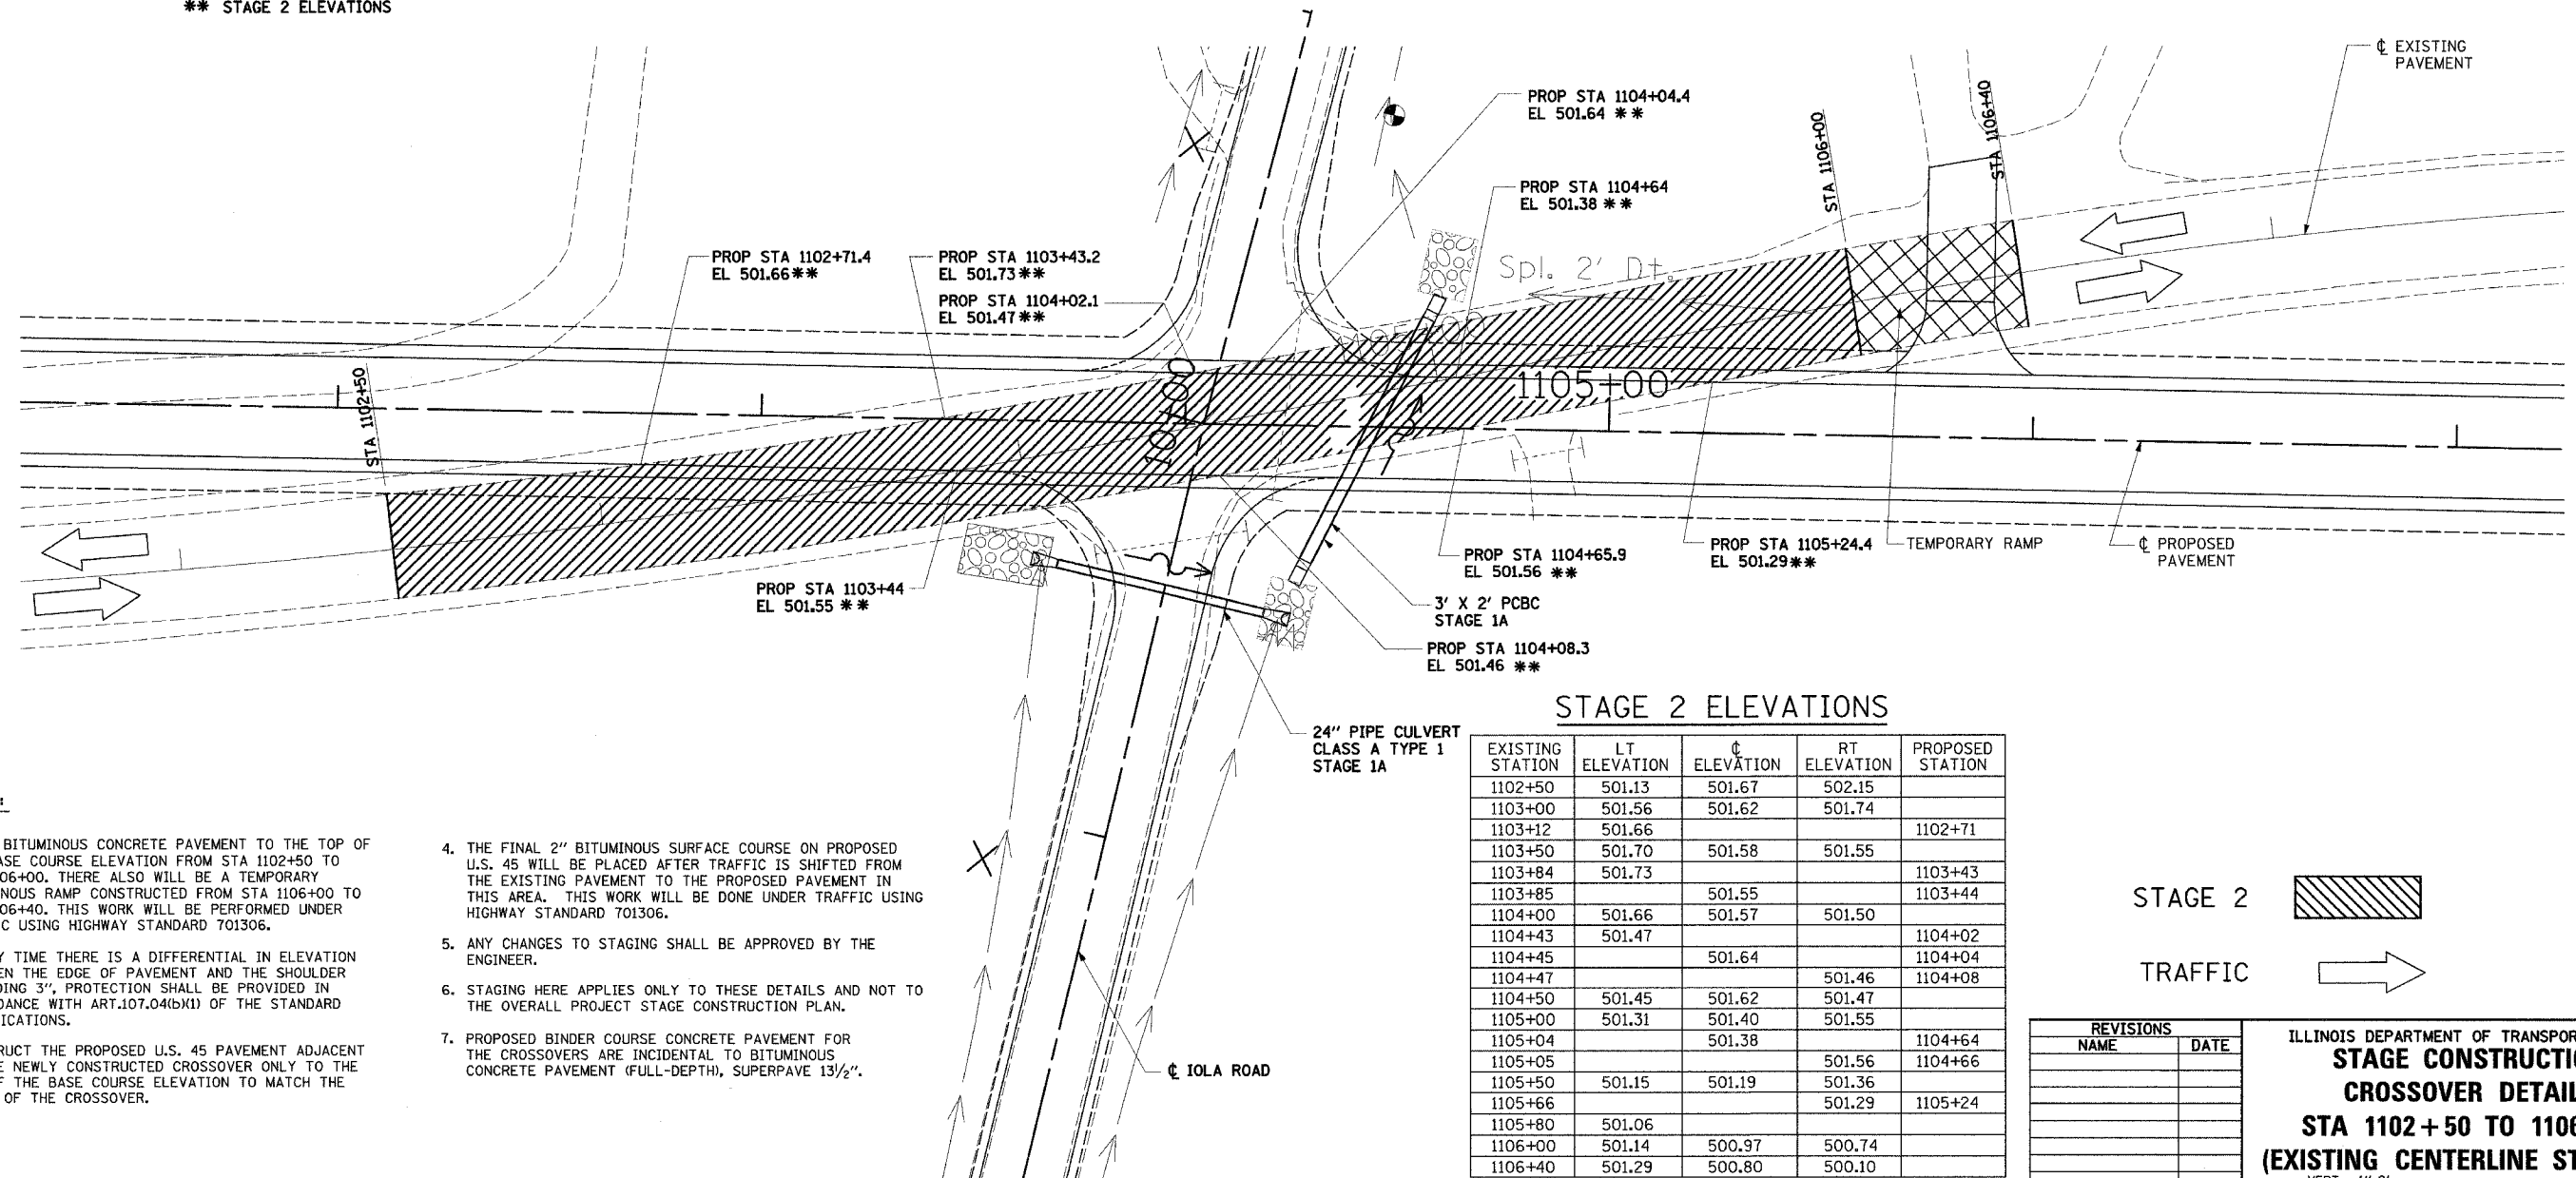 ** STAGE 2 ELEVATIONS
℄ EXISTING
PAVEMENT
PROP STA 1104+04.4
EL 501.64 **
STA 1106+00
STA 1106+40
PROP STA 1104+64
EL 501.38 **
PROP STA 1102+71.4
EL 501.66**
PROP STA 1103+43.2
EL 501.73**
PROP STA 1104+02.1
EL 501.47**
Spl. 2' Dt.
STA 1102+50
10+00
1105+00
PROP STA 1103+44
EL 501.55 **
PROP STA 1104+65.9
EL 501.56 **
PROP STA 1105+24.4
EL 501.29**
TEMPORARY RAMP
℄ PROPOSED
PAVEMENT
3' X 2' PCBC
STAGE 1A
PROP STA 1104+08.3
EL 501.46 **
24" PIPE CULVERT
CLASS A TYPE 1
STAGE 1A
℄ IOLA ROAD
BITUMINOUS CONCRETE PAVEMENT TO THE TOP OF
ASE COURSE ELEVATION FROM STA 1102+50 TO
06+00. THERE ALSO WILL BE A TEMPORARY
NOUS RAMP CONSTRUCTED FROM STA 1106+00 TO
06+40. THIS WORK WILL BE PERFORMED UNDER
C USING HIGHWAY STANDARD 701306.
Y TIME THERE IS A DIFFERENTIAL IN ELEVATION
EN THE EDGE OF PAVEMENT AND THE SHOULDER
DING 3", PROTECTION SHALL BE PROVIDED IN
DANCE WITH ART.107.04(b)(1) OF THE STANDARD
ICATIONS.
RUCT THE PROPOSED U.S. 45 PAVEMENT ADJACENT
E NEWLY CONSTRUCTED CROSSOVER ONLY TO THE
F THE BASE COURSE ELEVATION TO MATCH THE
OF THE CROSSOVER.
4. THE FINAL 2" BITUMINOUS SURFACE COURSE ON PROPOSED
U.S. 45 WILL BE PLACED AFTER TRAFFIC IS SHIFTED FROM
THE EXISTING PAVEMENT TO THE PROPOSED PAVEMENT IN
THIS AREA. THIS WORK WILL BE DONE UNDER TRAFFIC USING
HIGHWAY STANDARD 701306.
5. ANY CHANGES TO STAGING SHALL BE APPROVED BY THE
ENGINEER.
6. STAGING HERE APPLIES ONLY TO THESE DETAILS AND NOT TO
THE OVERALL PROJECT STAGE CONSTRUCTION PLAN.
7. PROPOSED BINDER COURSE CONCRETE PAVEMENT FOR
THE CROSSOVERS ARE INCIDENTAL TO BITUMINOUS
CONCRETE PAVEMENT (FULL-DEPTH), SUPERPAVE 13½".
STAGE 2 ELEVATIONS
EXISTING STATION LT ELEVATION ℄ ELEVATION RT ELEVATION PROPOSED STATION
1102+50 501.13 501.67 502.15
1103+00 501.56 501.62 501.74
1103+12 501.66 1102+71
1103+50 501.70 501.58 501.55
1103+84 501.73 1103+43
1103+85 501.55 1103+44
1104+00 501.66 501.57 501.50
1104+43 501.47 1104+02
1104+45 501.64 1104+04
1104+47 501.46 1104+08
1104+50 501.45 501.62 501.47
1105+00 501.31 501.40 501.55
1105+04 501.38 1104+64
1105+05 501.56 1104+66
1105+50 501.15 501.19 501.36
1105+66 501.29 1105+24
1105+80 501.06
1106+00 501.14 500.97 500.74
1106+40 501.29 500.80 500.10
STAGE 2
TRAFFIC
REVISIONS
NAME DATE
ILLINOIS DEPARTMENT OF TRANSPOR
STAGE CONSTRUCTI
CROSSOVER DETAIL
STA 1102+50 TO 1106
(EXISTING CENTERLINE ST